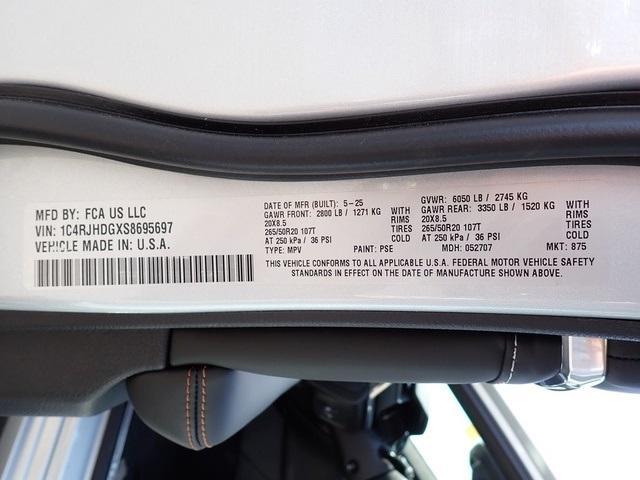 MFD BY: FCA US LLC
VIN: 1C4RJHDGXS8695697
VEHICLE MADE IN U.S.A.
DATE OF MFR (BUILT): 5-25
GAWR FRONT: 2800 LB / 1271 KG WITH
20X8.5 RIMS
265/50R20 107T TIRES
AT 250 kPa / 36 PSI COLD
TYPE: MPV PAINT: PSE
GVWR: 6050 LB / 2745 KG
GAWR REAR: 3350 LB / 1520 KG WITH
20X8.5 RIMS
265/50R20 107T TIRES
AT 250 kPa / 36 PSI COLD
MDH: 052707 MKT: 875
THIS VEHICLE CONFORMS TO ALL APPLICABLE U.S.A. FEDERAL MOTOR VEHICLE SAFETY
STANDARDS IN EFFECT ON THE DATE OF MANUFACTURE SHOWN ABOVE.